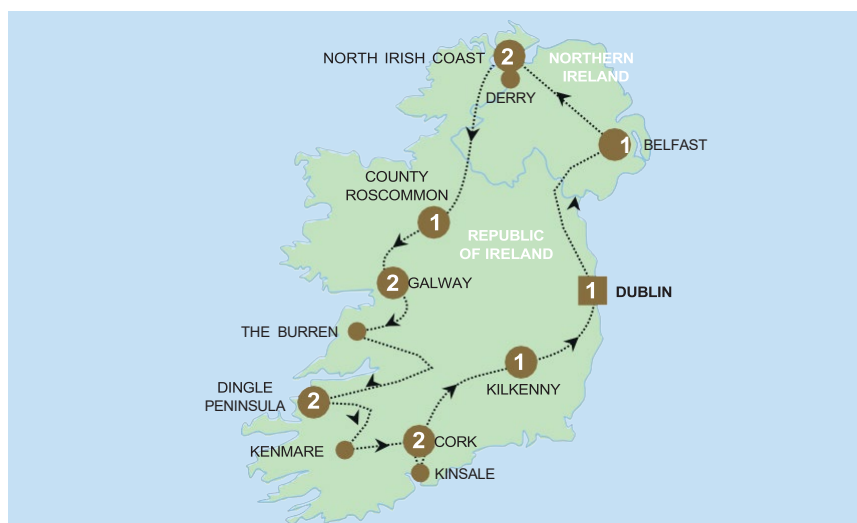 NORTH IRISH COAST
2
NORTHERN
IRELAND
DERRY
1
BELFAST
COUNTY
ROSCOMMON
1
REPUBLIC
OF IRELAND
2
GALWAY
1
DUBLIN
THE BURREN
1
KILKENNY
DINGLE
PENINSULA
2
KENMARE
2
CORK
KINSALE